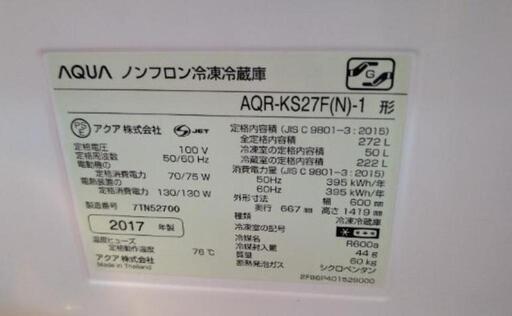 AQUA ノンフロン冷凍冷蔵庫
G
AQR-KS27F(N)-1 形
PS E アクア株式会社 S JET
定格電圧 100 V
定格周波数 50/60 Hz
電動機の
定格消費電力 70/75 W
電熱装置の
定格消費電力 130/130 W
製造番号 7TN52700
2017 年製
温度ヒューズ
定格動作温度 76℃
アクア株式会社
Made in Thailand
定格内容積 (JIS C 9801-3 : 2015)
全定格内容積 272 L
冷凍室の定格内容積 50 L
冷蔵室の定格内容積 222 L
消費電力量 (JIS C 9801-3 : 2015)
50Hz 395 kWh/年
60Hz 395 kWh/年
外形寸法 幅 600 mm
奥行 667 mm 高さ 1419 mm
種類 冷凍冷蔵庫
冷凍室の記号
冷媒名 R600a
冷媒封入量 44 g
質量 60 kg
断熱発泡ガス シクロペンタン